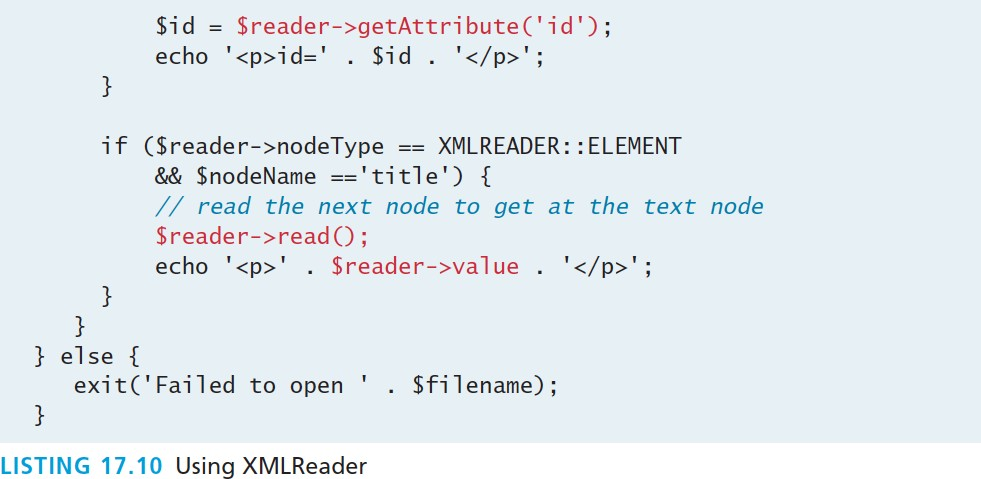 $id = $reader->getAttribute('id');
echo '<p>id=' . $id . '</p>';
}
if ($reader->nodeType == XMLREADER::ELEMENT
&& $nodeName =='title') {
// read the next node to get at the text node
$reader->read();
echo '<p>' . $reader->value . '</p>';
}
}
} else {
exit('Failed to open ' . $filename);
}
LISTING 17.10 Using XMLReader